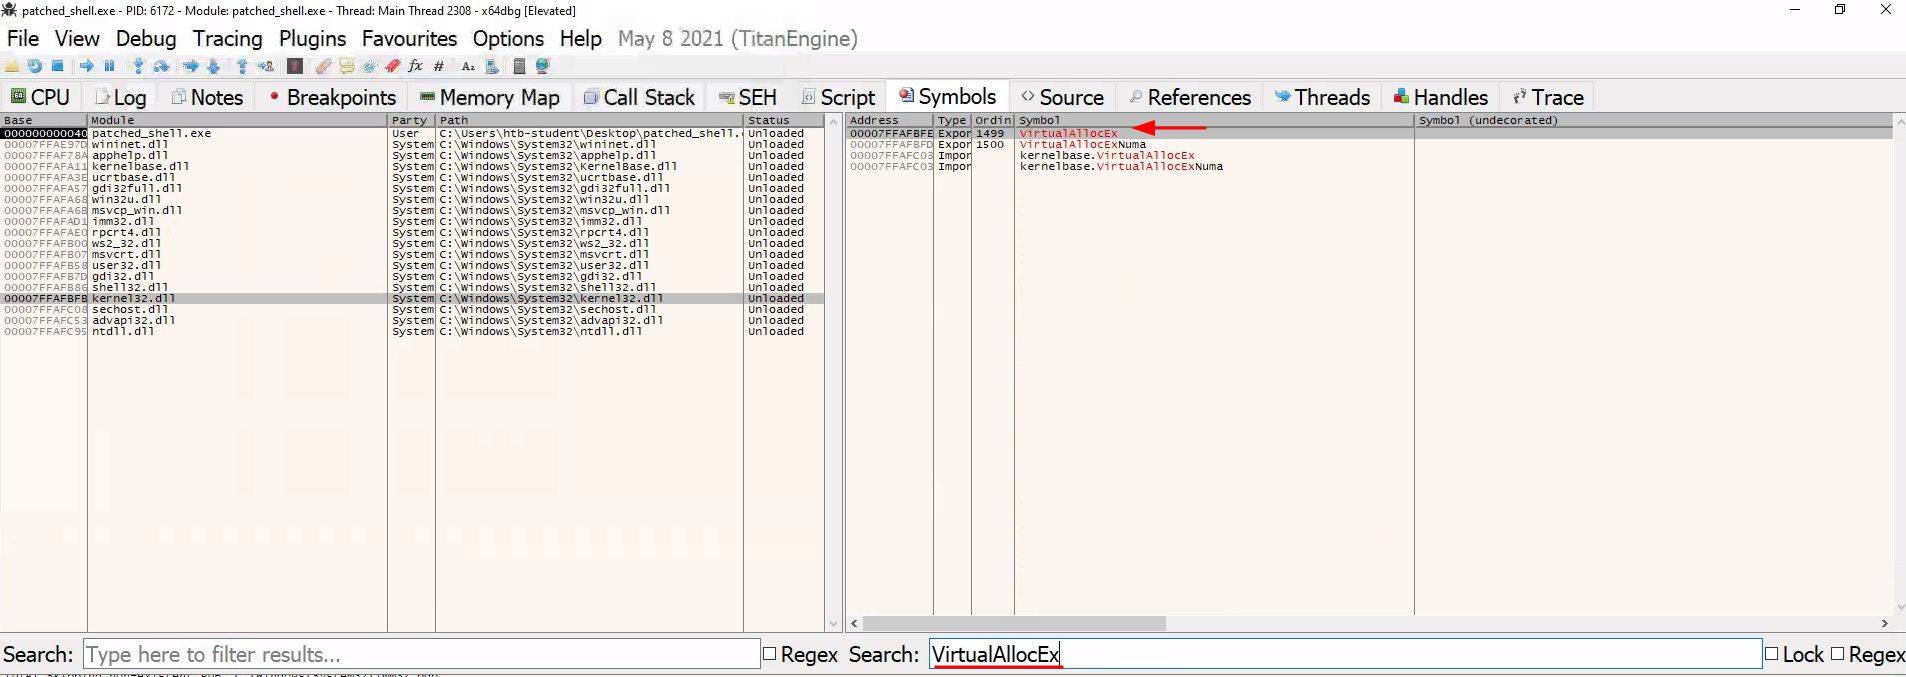 patched_shell.exe - PID: 6172 - Module: patched_shell.exe - Thread: Main Thread 2308 - x64dbg [Elevated]
File View Debug Tracing Plugins Favourites Options Help May 8 2021 (TitanEngine)
CPU Log Notes Breakpoints Memory Map Call Stack SEH Script Symbols Source References Threads Handles Trace
Base Module Party Path Status Address Type Ordin Symbol Symbol (undecorated)
000000000040 patched_shell.exe User C:\Users\htb-student\Desktop\patched_shell. Unloaded 00007FFAFBFE Expor 1499 VirtualAllocEx
00007FFAE97D wininet.dll System C:\Windows\System32\wininet.dll Unloaded 00007FFAFBFD Expor 1500 VirtualAllocExNuma
00007FFAF78A apphelp.dll System C:\Windows\System32\apphelp.dll Unloaded 00007FFAFC03 Impor kernelbase.VirtualAllocEx
00007FFAFA11 kernelbase.dll System C:\Windows\System32\KernelBase.dll Unloaded 00007FFAFC03 Impor kernelbase.VirtualAllocExNuma
00007FFAFA3E ucrtbase.dll System C:\Windows\System32\ucrtbase.dll Unloaded
00007FFAFA57 gdi32full.dll System C:\Windows\System32\gdi32full.dll Unloaded
00007FFAFA68 win32u.dll System C:\Windows\System32\win32u.dll Unloaded
00007FFAFA6B msvcp_win.dll System C:\Windows\System32\msvcp_win.dll Unloaded
00007FFAFAD1 imm32.dll System C:\Windows\System32\imm32.dll Unloaded
00007FFAFAE0 rpcrt4.dll System C:\Windows\System32\rpcrt4.dll Unloaded
00007FFAFB00 ws2_32.dll System C:\Windows\System32\ws2_32.dll Unloaded
00007FFAFB07 msvcrt.dll System C:\Windows\System32\msvcrt.dll Unloaded
00007FFAFB58 user32.dll System C:\Windows\System32\user32.dll Unloaded
00007FFAFB7D gdi32.dll System C:\Windows\System32\gdi32.dll Unloaded
00007FFAFB86 shell32.dll System C:\Windows\System32\shell32.dll Unloaded
00007FFAFBFB kernel32.dll System C:\Windows\System32\kernel32.dll Unloaded
00007FFAFC08 sechost.dll System C:\Windows\System32\sechost.dll Unloaded
00007FFAFC53 advapi32.dll System C:\Windows\System32\advapi32.dll Unloaded
00007FFAFC95 ntdll.dll System C:\Windows\System32\ntdll.dll Unloaded
Search: Type here to filter results... Regex Search: VirtualAllocEx Lock Regex